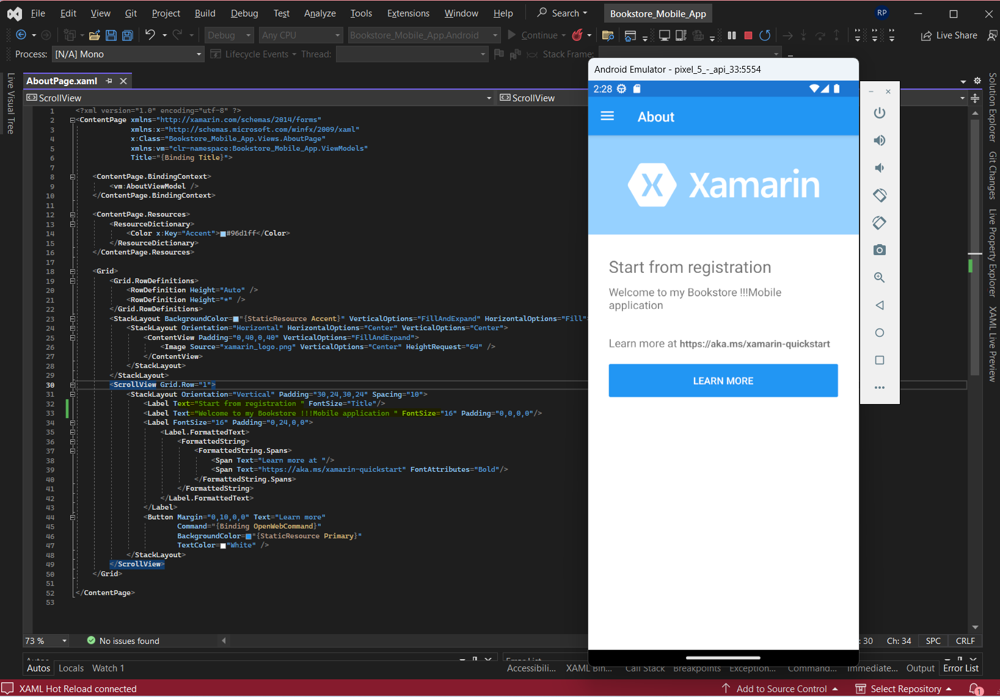 File Edit View Git Project Build Debug Test Analyze Tools Extensions Window Help Search Bookstore_Mobile_App RP
Debug Any CPU Bookstore_Mobile_App.Android Continue Live Share
Process: [N/A] Mono Lifecycle Events Thread: Stack Frame:
Live Visual Tree
AboutPage.xaml
ScrollView ScrollView
1 <?xml version="1.0" encoding="utf-8" ?>
2 <ContentPage xmlns="http://xamarin.com/schemas/2014/forms"
3 xmlns:x="http://schemas.microsoft.com/winfx/2009/xaml"
4 x:Class="Bookstore_Mobile_App.Views.AboutPage"
5 xmlns:vm="clr-namespace:Bookstore_Mobile_App.ViewModels"
6 Title="{Binding Title}">
7
8 <ContentPage.BindingContext>
9 <vm:AboutViewModel />
10 </ContentPage.BindingContext>
11
12 <ContentPage.Resources>
13 <ResourceDictionary>
14 <Color x:Key="Accent">#96d1ff</Color>
15 </ResourceDictionary>
16 </ContentPage.Resources>
17
18 <Grid>
19 <Grid.RowDefinitions>
20 <RowDefinition Height="Auto" />
21 <RowDefinition Height="*" />
22 </Grid.RowDefinitions>
23 <StackLayout BackgroundColor="{StaticResource Accent}" VerticalOptions="FillAndExpand" HorizontalOptions="Fill">
24 <StackLayout Orientation="Horizontal" HorizontalOptions="Center" VerticalOptions="Center">
25 <ContentView Padding="0,40,0,40" VerticalOptions="FillAndExpand">
26 <Image Source="xamarin_logo.png" VerticalOptions="Center" HeightRequest="64" />
27 </ContentView>
28 </StackLayout>
29 </StackLayout>
30 <ScrollView Grid.Row="1">
31 <StackLayout Orientation="Vertical" Padding="30,24,30,24" Spacing="10">
32 <Label Text="Start from registration " FontSize="Title"/>
33 <Label Text="Welcome to my Bookstore !!!Mobile application " FontSize="16" Padding="0,0,0,0"/>
34 <Label FontSize="16" Padding="0,24,0,0">
35 <Label.FormattedText>
36 <FormattedString>
37 <FormattedString.Spans>
38 <Span Text="Learn more at "/>
39 <Span Text="https://aka.ms/xamarin-quickstart" FontAttributes="Bold"/>
40 </FormattedString.Spans>
41 </FormattedString>
42 </Label.FormattedText>
43 </Label>
44 <Button Margin="0,10,0,0" Text="Learn more"
45 Command="{Binding OpenWebCommand}"
46 BackgroundColor="{StaticResource Primary}"
47 TextColor="White" />
48 </StackLayout>
49 </ScrollView>
50 </Grid>
51
52 </ContentPage>
53
Android Emulator - pixel_5_-_api_33:5554
2:28
About
Xamarin
Start from registration
Welcome to my Bookstore !!!Mobile
application
Learn more at https://aka.ms/xamarin-quickstart
LEARN MORE
Solution Explorer
Git Changes
Live Property Explorer
XAML Live Preview
73 % No issues found : 30 Ch: 34 SPC CRLF
Autos Error List
Autos Locals Watch 1 Accessibili... XAML Bin... Call Stack Breakpoints Exception... Command... Immediate... Output Error List
XAML Hot Reload connected Add to Source Control Select Repository 1